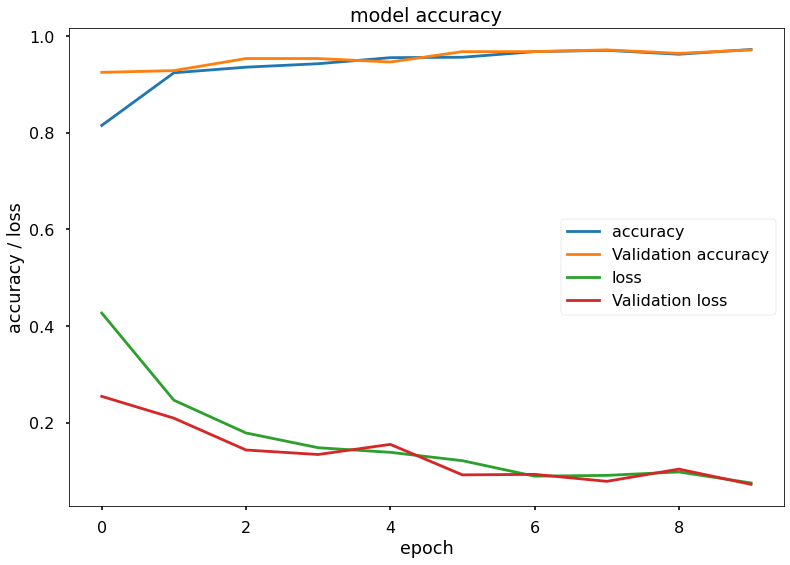 model accuracy
1.0
0.8
0.6
0.4
0.2
accuracy / loss
accuracy
Validation accuracy
loss
Validation loss
0
2
4
6
8
epoch